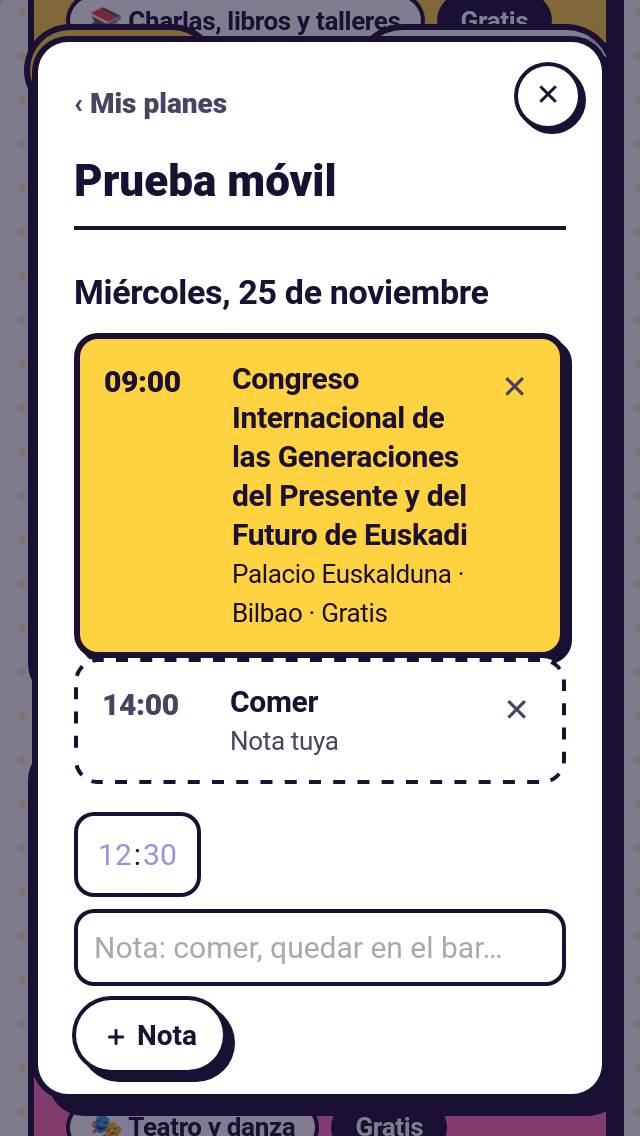 📚 Charlas, libros y talleres
Gratis
‹ Mis planes
✕
Prueba móvil
Miércoles, 25 de noviembre
09:00
Congreso
Internacional de
las Generaciones
del Presente y del
Futuro de Euskadi
✕
Palacio Euskalduna ·
Bilbao · Gratis
14:00
Comer
✕
Nota tuya
12:30
Nota: comer, quedar en el bar…
+ Nota
🎭 Teatro y danza
Gratis